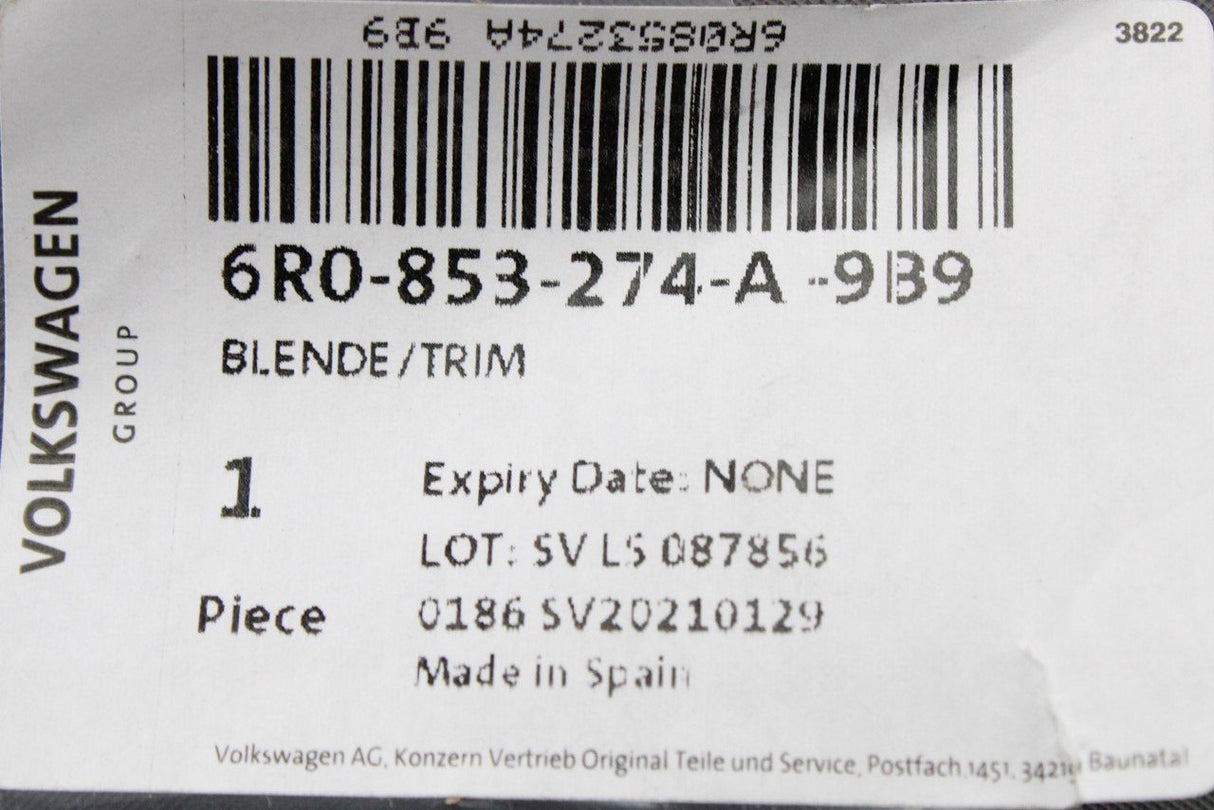 6R0853274A 9B9
3822
VOLKSWAGEN
GROUP
6R0-853-274-A -9B9
BLENDE/TRIM
1
Piece
Expiry Date: NONE
LOT: SV LS 087856
0186 SV20210129
Made in Spain
Volkswagen AG, Konzern Vertrieb Original Teile und Service, Postfach 1451, 34219 Baunatal